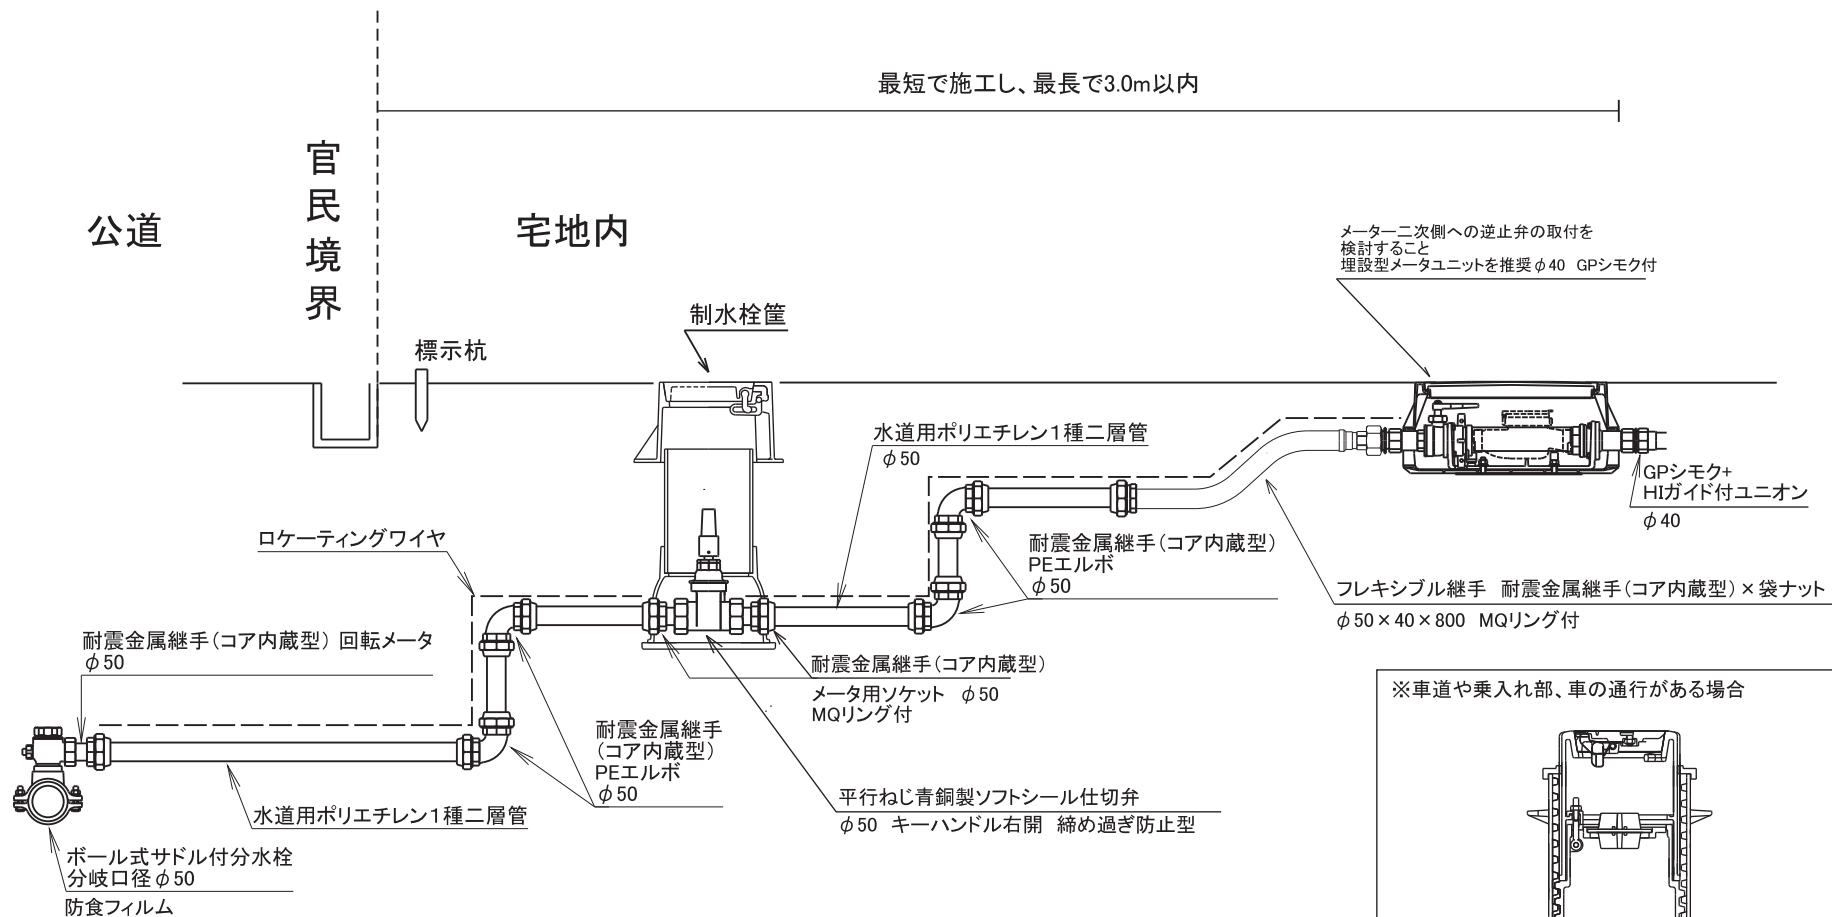 最短で施工し、最長で3.0m以内
官民境界
公道
宅地内
メーター二次側への逆止弁の取付を
検討すること
埋設型メータユニットを推奨φ40 GPシモク付
制水栓筐
標示杭
水道用ポリエチレン1種二層管
φ50
GPシモク+
HIガイド付ユニオン
φ40
ロケーティングワイヤ
耐震金属継手(コア内蔵型)
PEエルボ
φ50
フレキシブル継手 耐震金属継手(コア内蔵型)×袋ナット
φ50×40×800 MQリング付
耐震金属継手(コア内蔵型) 回転メータ
φ50
耐震金属継手(コア内蔵型)
メータ用ソケット φ50
MQリング付
※車道や乗入れ部、車の通行がある場合
耐震金属継手
(コア内蔵型)
PEエルボ
φ50
平行ねじ青銅製ソフトシール仕切弁
φ50 キーハンドル右開 締め過ぎ防止型
水道用ポリエチレン1種二層管
ボール式サドル付分水栓
分岐口径φ50
防食フィルム